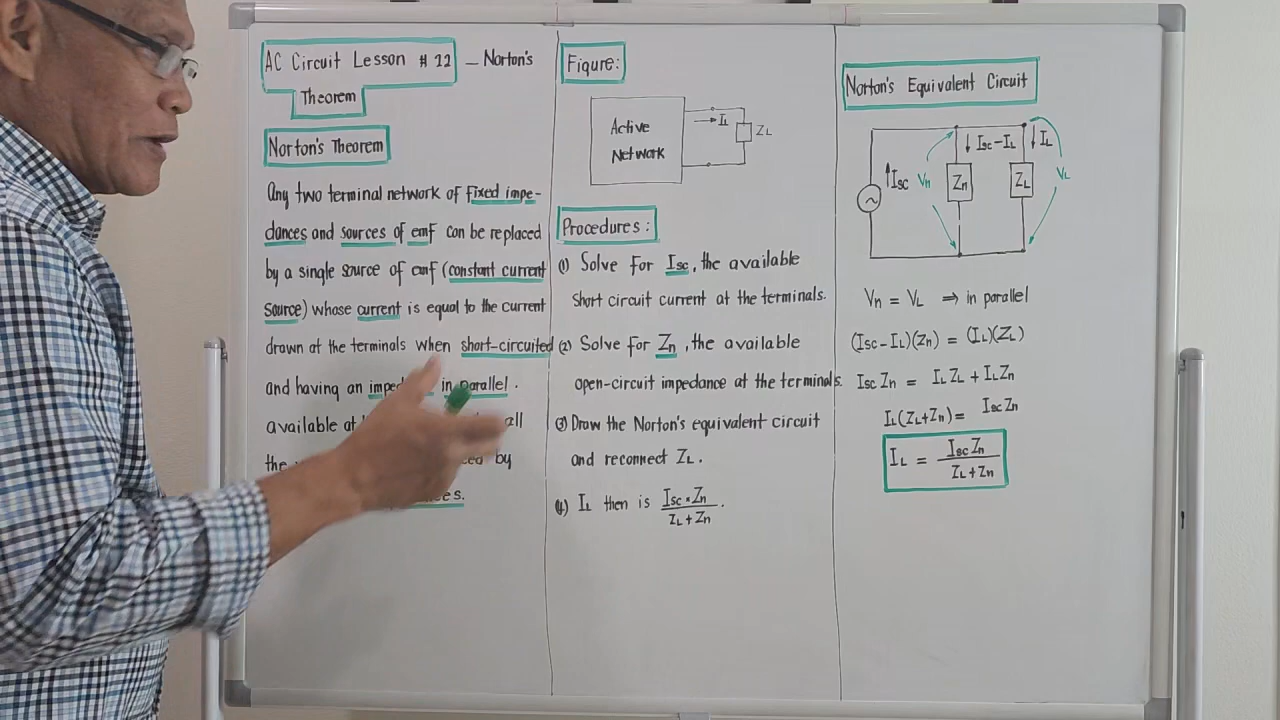 AC Circuit Lesson # 22 — Norton's
Theorem
Norton's Theorem
Any two terminal network of fixed impe-
dances and sources of emf can be replaced
by a single source of emf (constant current
source) whose current is equal to the current
drawn at the terminals when short-circuited
and having an in parallel.
available at all
the by
Figure:
Active
Network
IL
ZL
Procedures:
(1) Solve for Isc, the available
short circuit current at the terminals.
(2) Solve for Zn, the available
open-circuit impedance at the terminals.
(3) Draw the Norton's equivalent circuit
and reconnect ZL.
(4) IL then is Isc • Zn / ZL + Zn.
Norton's Equivalent Circuit
Isc
Vn
Zn
Isc-IL
ZL
IL
VL
Vn = VL ⇒ in parallel
(Isc-IL)(Zn) = (IL)(ZL)
Isc Zn = IL ZL + IL Zn
IL(ZL+Zn) = Isc Zn
IL = Isc Zn / ZL + Zn